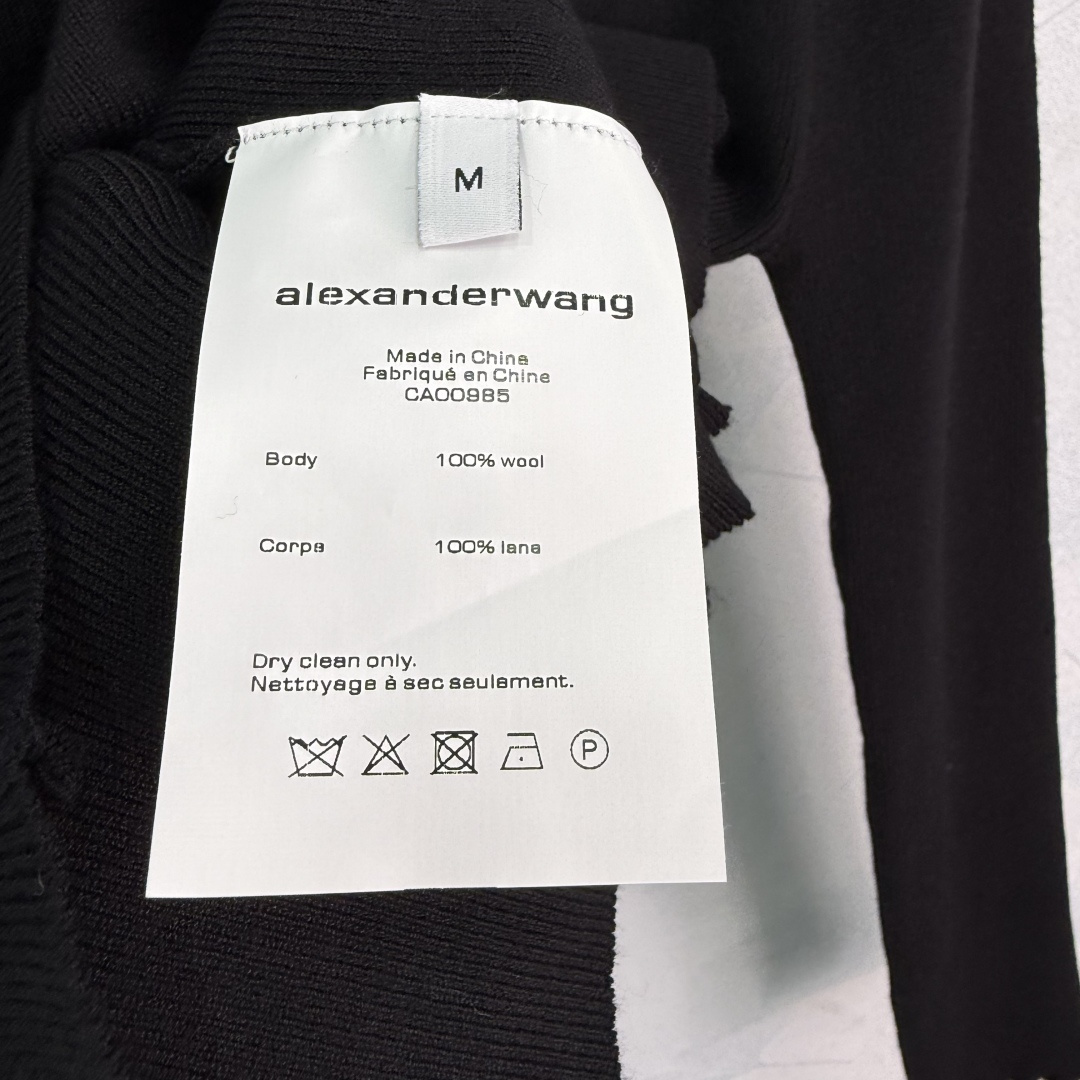 M
alexanderwang
Made in China
Fabriqué en Chine
CA00985
Body 100% wool
Corps 100% lana
Dry clean only.
Nettoyage à sec seulement.
P